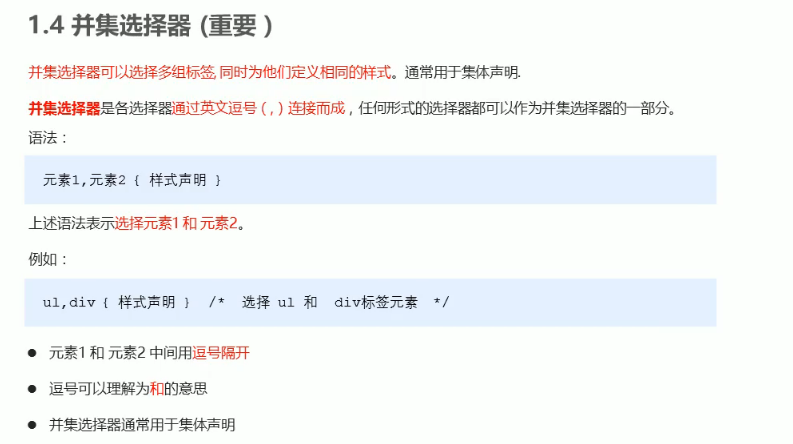 1.4 并集选择器 (重要 )
并集选择器可以选择多组标签, 同时为他们定义相同的样式。通常用于集体声明.
并集选择器是各选择器通过英文逗号 ( , ) 连接而成，任何形式的选择器都可以作为并集选择器的一部分。
语法：
元素1,元素2 { 样式声明 }
上述语法表示选择元素1 和 元素2。
例如：
ul,div { 样式声明 } /* 选择 ul 和 div标签元素 */
● 元素1 和 元素2 中间用逗号隔开
● 逗号可以理解为和的意思
● 并集选择器通常用于集体声明